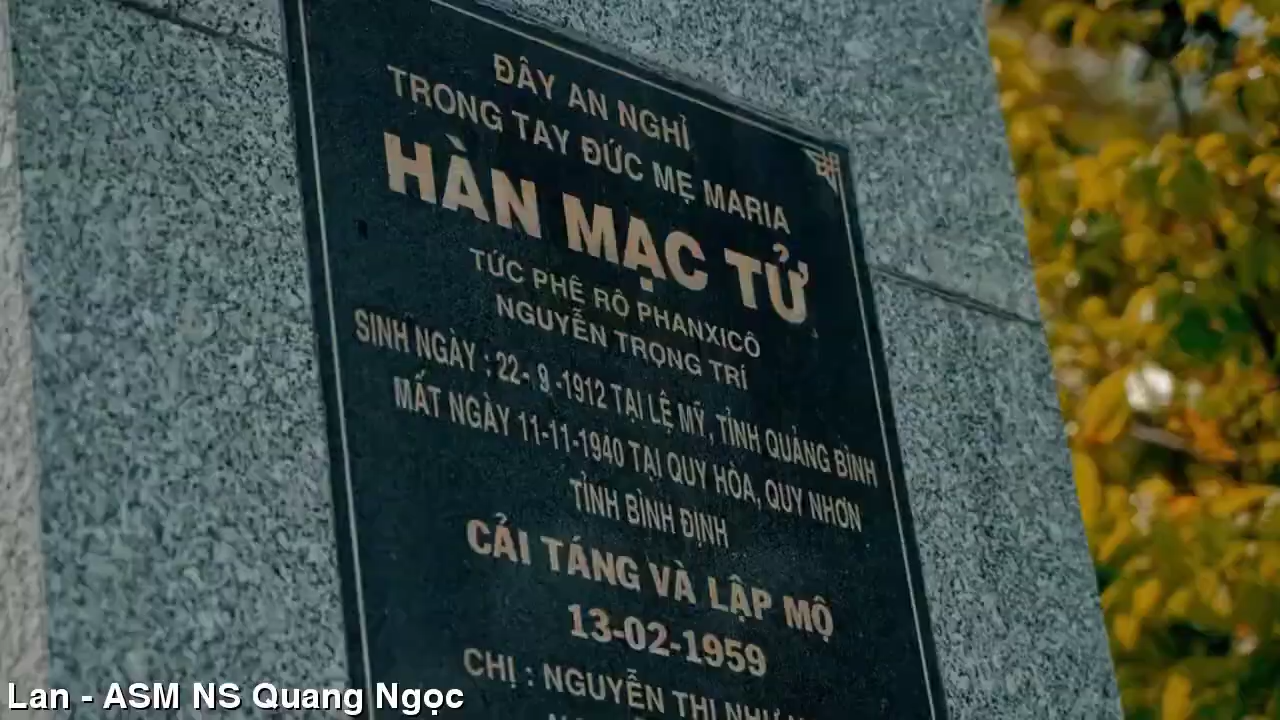 ĐÂY AN NGHỈ
TRONG TAY ĐỨC MẸ MARIA
HÀN MẠC TỬ
TỨC PHÊ RÔ PHANXICÔ
NGUYỄN TRỌNG TRÍ
SINH NGÀY : 22- 9 -1912 TẠI LỆ MỸ, TỈNH QUẢNG BÌNH
MẤT NGÀY 11-11-1940 TẠI QUY HÒA, QUY NHƠN
TỈNH BÌNH ĐỊNH
CẢI TÁNG VÀ LẬP MỘ
13-02-1959
CHỊ : NGUYỄN THỊ NHƯ
Lan - ASM NS Quang Ngọc